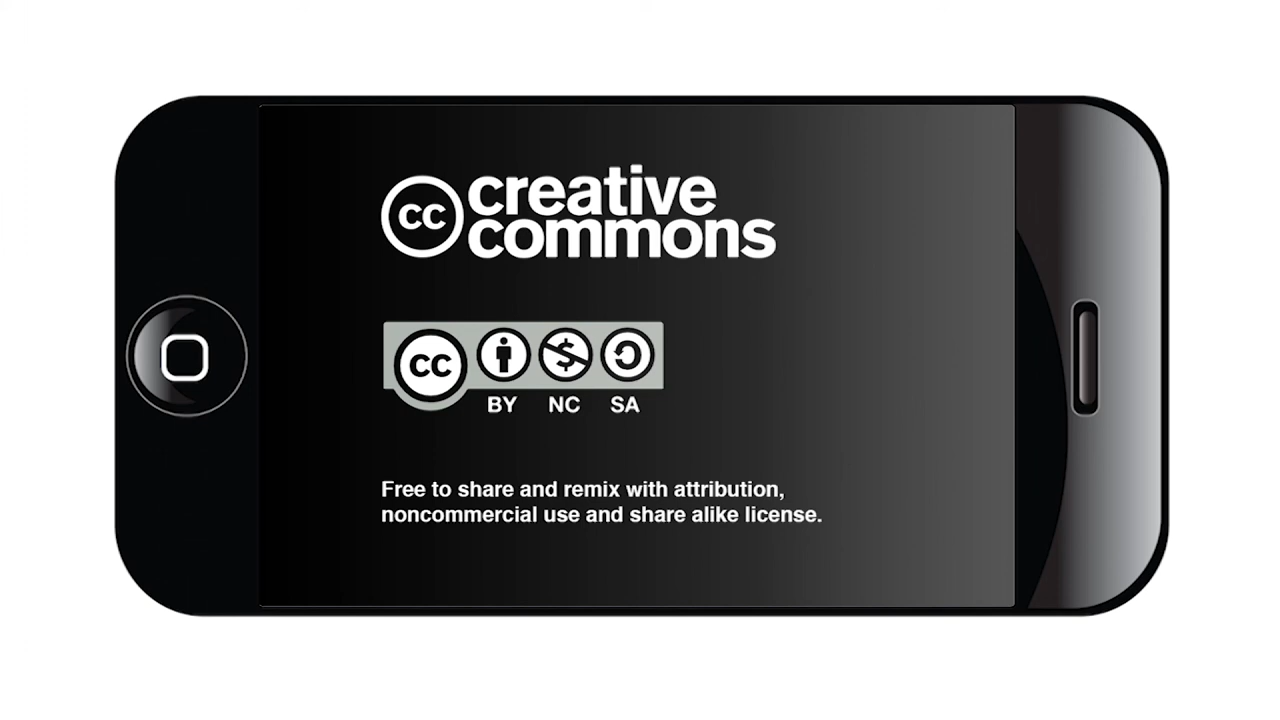 cc creative
commons
cc
BY NC SA
Free to share and remix with attribution,
noncommercial use and share alike license.